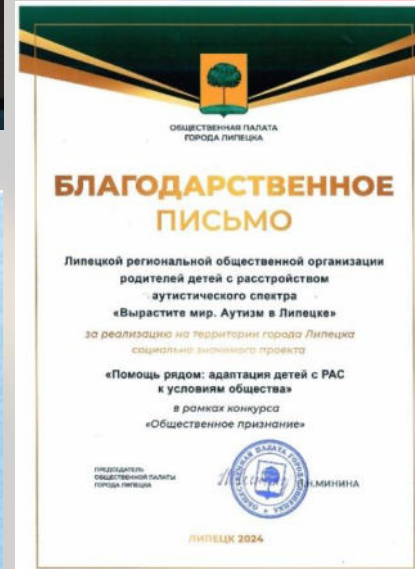 ОБЩЕСТВЕННАЯ ПАЛАТА
ГОРОДА ЛИПЕЦКА
БЛАГОДАРСТВЕННОЕ
ПИСЬМО
Липецкой региональной общественной организации
родителей детей с расстройством
аутистического спектра
«Вырастите мир. Аутизм в Липецке»
за реализацию на территории города Липецка
социально значимого проекта
«Помощь рядом: адаптация детей с РАС
к условиям общества»
в рамках конкурса
«Общественное признание»
ПРЕДСЕДАТЕЛЬ
ОБЩЕСТВЕННОЙ ПАЛАТЫ
ГОРОДА ЛИПЕЦКА
МИНИНА
ЛИПЕЦК 2024